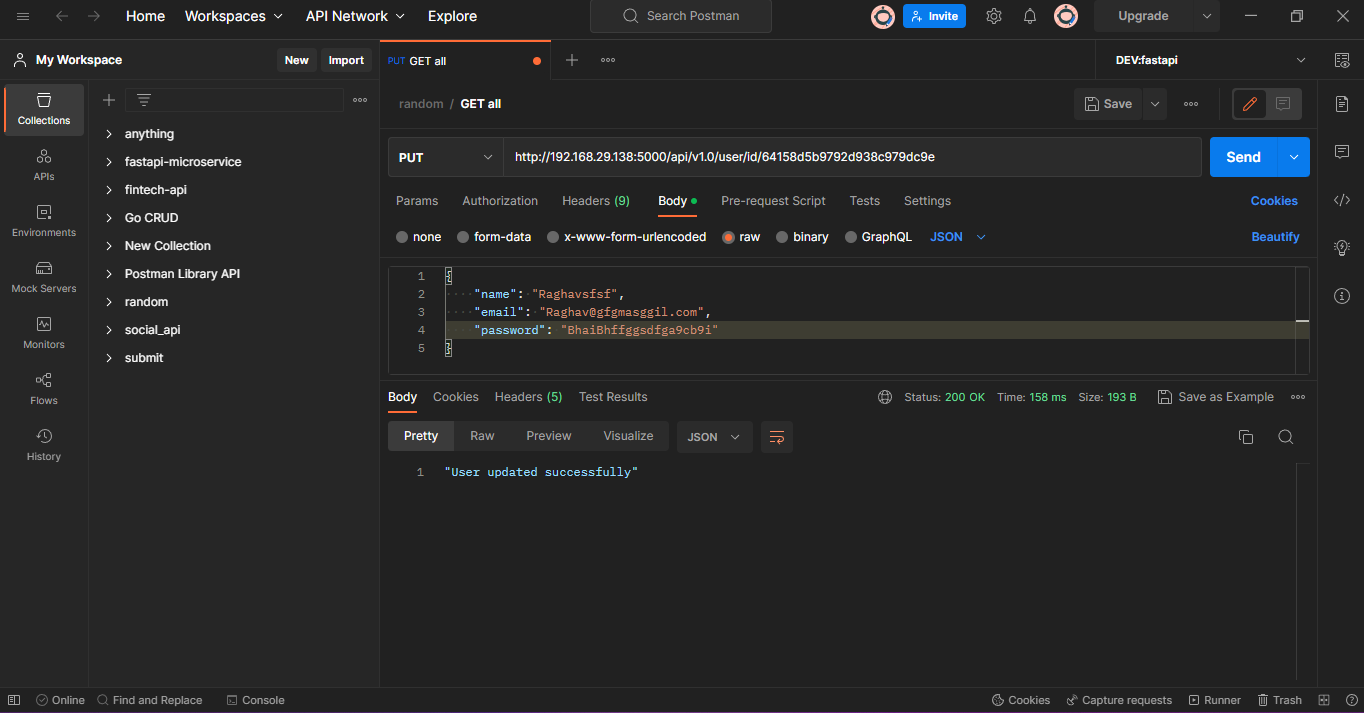 Home Workspaces API Network Explore Search Postman Invite Upgrade
My Workspace New Import PUT GET all DEV:fastapi
Collections
APIs
Environments
Mock Servers
Monitors
Flows
History
anything
fastapi-microservice
fintech-api
Go CRUD
New Collection
Postman Library API
random
social_api
submit
random / GET all Save
PUT http://192.168.29.138:5000/api/v1.0/user/id/64158d5b9792d938c979dc9e Send
Params Authorization Headers (9) Body Pre-request Script Tests Settings Cookies
none form-data x-www-form-urlencoded raw binary GraphQL JSON Beautify
1 {
2 "name": "Raghavsfsf",
3 "email": "Raghav@gfgmasggil.com",
4 "password": "BhaiBhffggsdfga9cb9i"
5 }
Body Cookies Headers (5) Test Results Status: 200 OK Time: 158 ms Size: 193 B Save as Example
Pretty Raw Preview Visualize JSON
1 "User updated successfully"
Online Find and Replace Console Cookies Capture requests Runner Trash